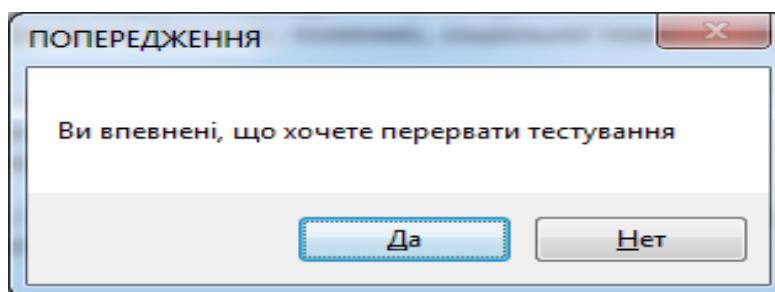 ПОПЕРЕДЖЕННЯ
Ви впевнені, що хочете перервати тестування
Да
Нет